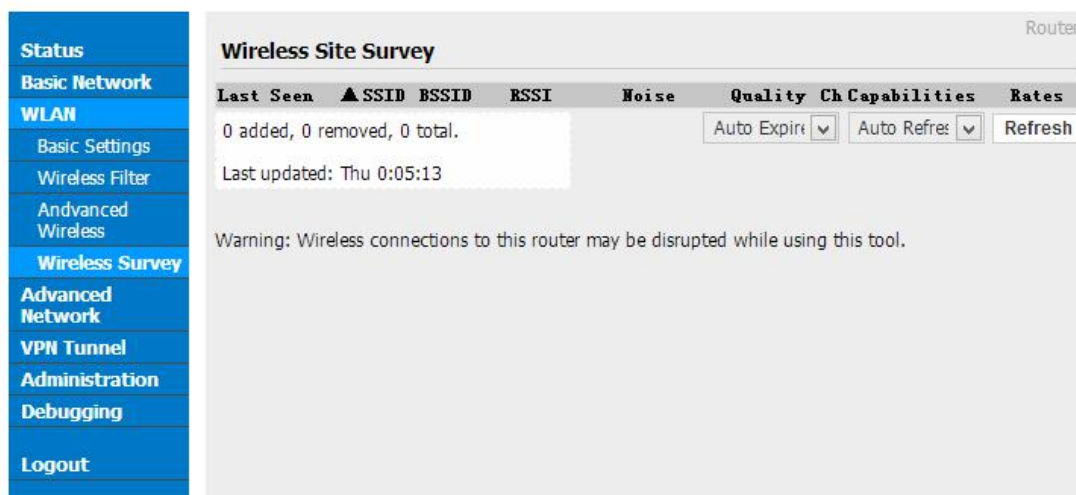 Router
Status
Basic Network
WLAN
Basic Settings
Wireless Filter
Andvanced
Wireless
Wireless Survey
Advanced
Network
VPN Tunnel
Administration
Debugging
Logout
Wireless Site Survey
Last Seen ▲SSID BSSID RSSI Noise Quality Ch Capabilities Rates
0 added, 0 removed, 0 total.
Auto Expire Auto Refres Refresh
Last updated: Thu 0:05:13
Warning: Wireless connections to this router may be disrupted while using this tool.